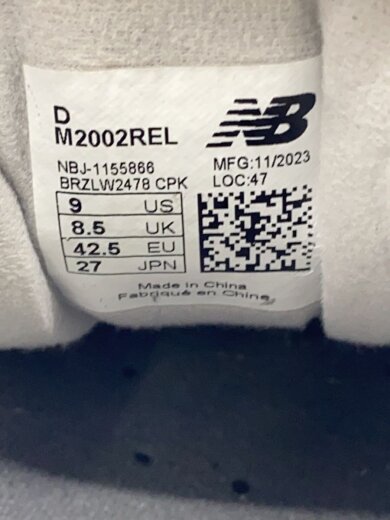 D
M2002REL
NB
NBJ-1155866
MFG:11/2023
BRZLW2478 CPK
LOC:47
9 US
8.5 UK
42.5 EU
27 JPN
Made in China
Fabriqué en Chine